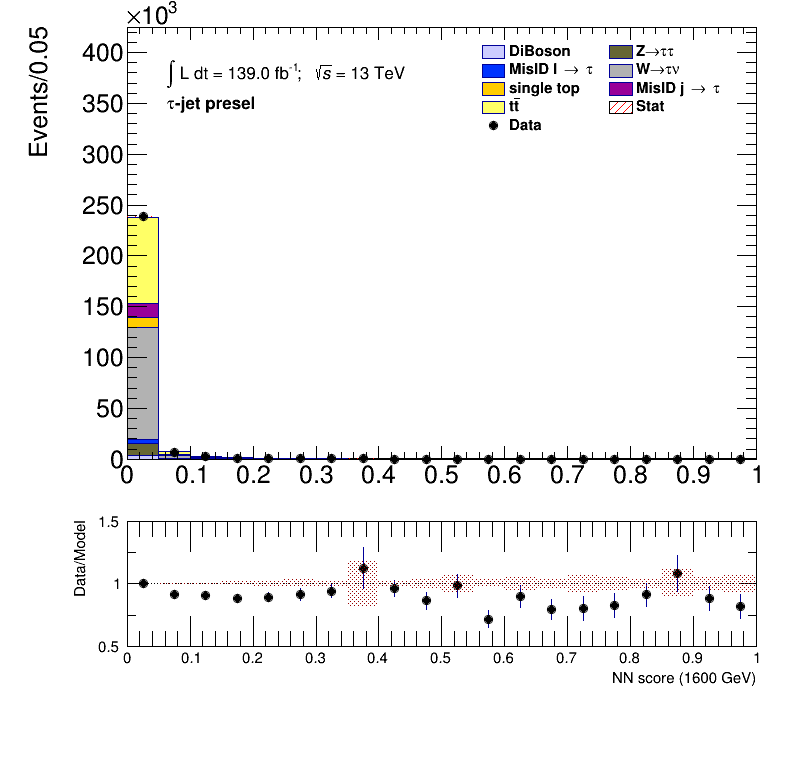 ×10³
Events/0.05
400
350
300
250
200
150
100
50
0
∫ L dt = 139.0 fb⁻¹; √s = 13 TeV
τ-jet presel
DiBoson
MisID l → τ
single top
tt̄
Data
Z→ττ
W→τν
MisID j → τ
Stat
0 0.1 0.2 0.3 0.4 0.5 0.6 0.7 0.8 0.9 1
Data/Model
1.5
1
0.5
0 0.1 0.2 0.3 0.4 0.5 0.6 0.7 0.8 0.9 1
NN score (1600 GeV)